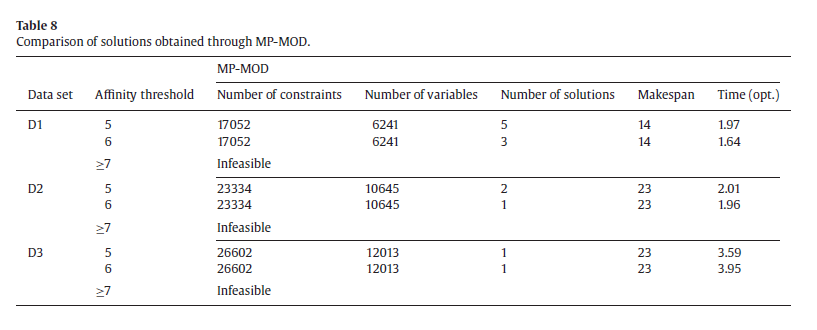 Table 8
Comparison of solutions obtained through MP-MOD.
MP-MOD
Data set Affinity threshold Number of constraints Number of variables Number of solutions Makespan Time (opt.)
D1 5 17052 6241 5 14 1.97
6 17052 6241 3 14 1.64
≥7 Infeasible
D2 5 23334 10645 2 23 2.01
6 23334 10645 1 23 1.96
≥7 Infeasible
D3 5 26602 12013 1 23 3.59
6 26602 12013 1 23 3.95
≥7 Infeasible